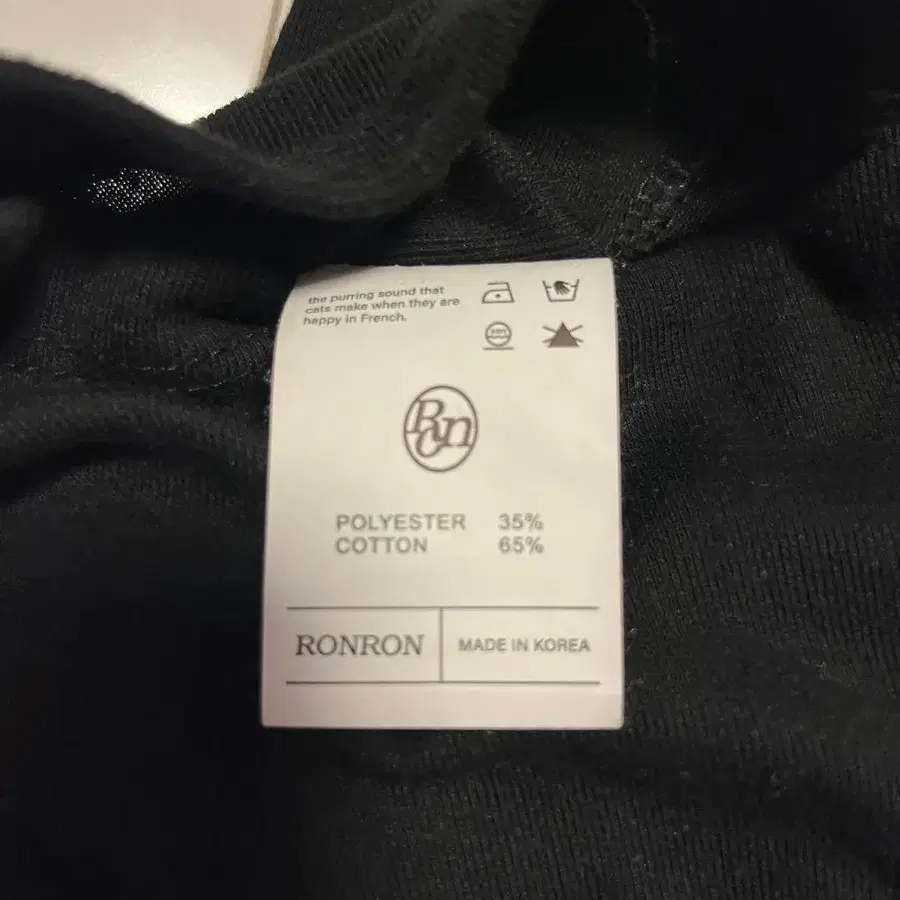 the purring sound that
cats make when they are
happy in French.
Ron
POLYESTER 35%
COTTON 65%
RONRON
MADE IN KOREA